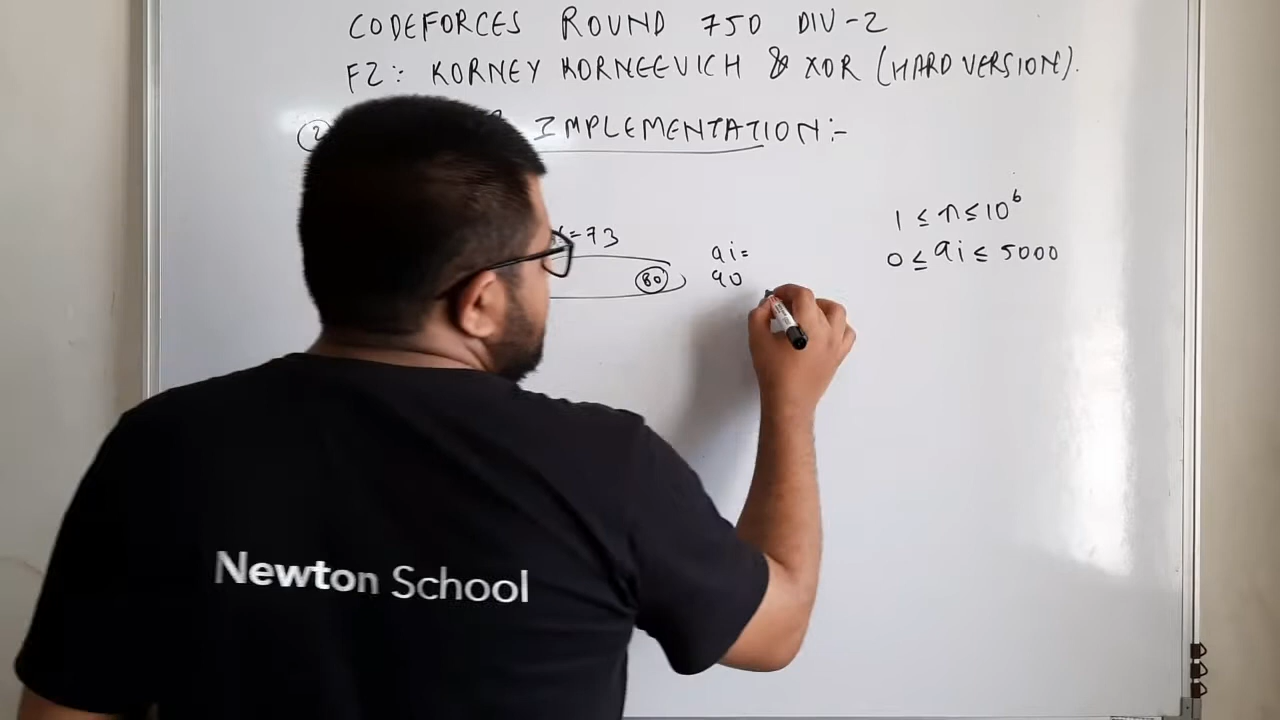 CODEFORCES ROUND 750 DIV-2
F2:- KORNEY KORNEEVICH & XOR (HARD VERSION).
2 IMPLEMENTATION:-
1 ≤ n ≤ 10⁶
=73
ai=
0 ≤ ai ≤ 5000
80
90
Newton School